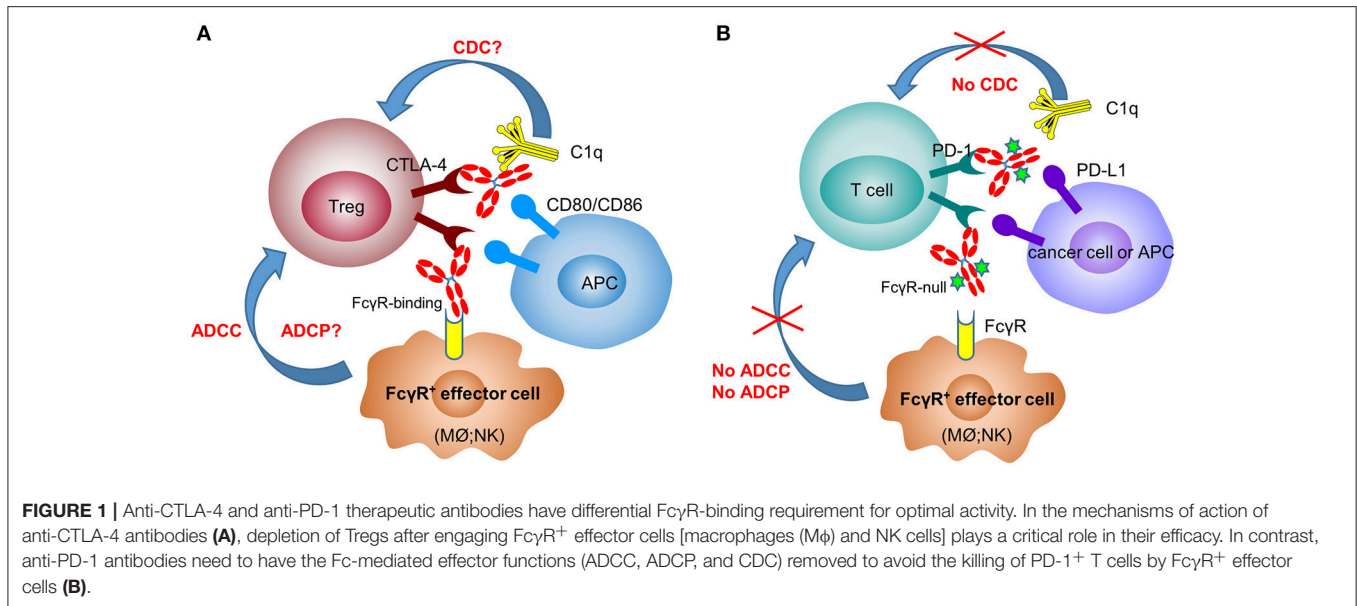 A
CDC?
C1q
CTLA-4
Treg
CD80/CD86
APC
FcγR-binding
ADCC
ADCP?
FcγR+ effector cell
(MØ;NK)
B
No CDC
C1q
PD-1
PD-L1
T cell
cancer cell or APC
FcγR-null
FcγR
No ADCC
No ADCP
FcγR+ effector cell
(MØ;NK)
FIGURE 1 | Anti-CTLA-4 and anti-PD-1 therapeutic antibodies have differential FcγR-binding requirement for optimal activity. In the mechanisms of action of
anti-CTLA-4 antibodies (A), depletion of Tregs after engaging FcγR+ effector cells [macrophages (Mϕ) and NK cells] plays a critical role in their efficacy. In contrast,
anti-PD-1 antibodies need to have the Fc-mediated effector functions (ADCC, ADCP, and CDC) removed to avoid the killing of PD-1+ T cells by FcγR+ effector
cells (B).